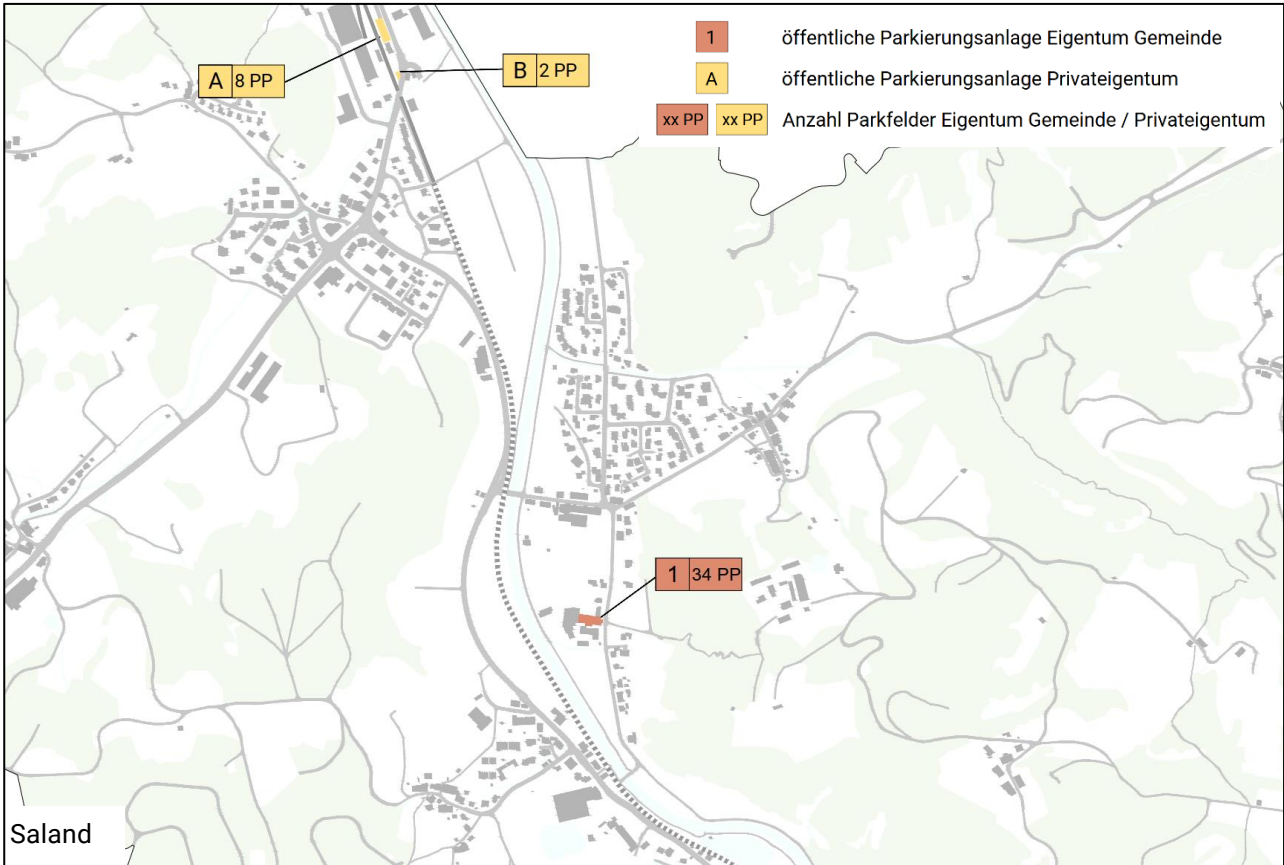 1 öffentliche Parkierungsanlage Eigentum Gemeinde
A öffentliche Parkierungsanlage Privateigentum
xx PP xx PP Anzahl Parkfelder Eigentum Gemeinde / Privateigentum
A 8 PP
B 2 PP
1 34 PP
Saland